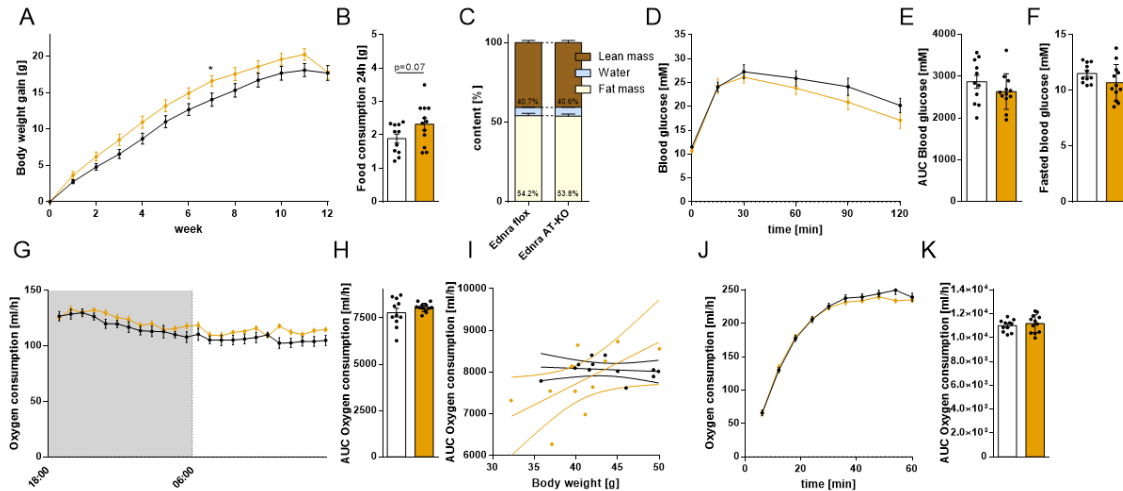 A
Body weight gain [g]
20
15
10
5
0
*
0 2 4 6 8 10 12
week
B
Food consumption 24h [g]
5
4
3
2
1
0
p=0.07
C
content [%]
100
50
0
40.7% 40.6%
54.2% 53.8%
Ednra flox
Ednra AT-KO
Lean mass
Water
Fat mass
D
Blood glucose [mM]
35
30
25
20
15
10
0 30 60 90 120
time [min]
E
AUC Blood glucose [mM]
4000
3000
2000
1000
0
F
Fasted blood glucose [mM]
15
10
5
0
G
Oxygen consumption [ml/h]
150
100
50
0
18:00
06:00
H
AUC Oxygen consumption [ml/h]
7500
5000
2500
0
I
AUC Oxygen consumption [ml/h]
10000
9000
8000
7000
6000
30 35 40 45 50
Body weight [g]
J
Oxygen consumption [ml/h]
250
200
150
100
50
0
0 20 40 60
time [min]
K
AUC Oxygen consumption [ml/h]
1.4×10⁴
1.2×10⁴
1.0×10⁴
8.0×10³
6.0×10³
4.0×10³
2.0×10³
0